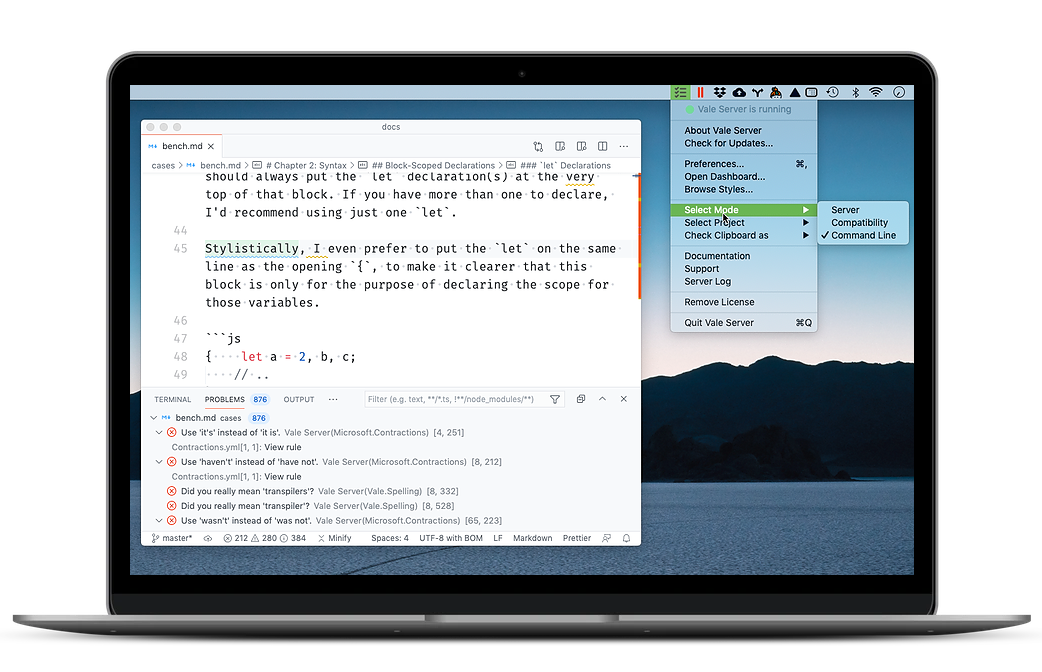 Vale Server is running
About Vale Server
Check for Updates...
Preferences... ⌘,
Open Dashboard...
Browse Styles...
Select Mode
Select Project
Check Clipboard as
Documentation
Support
Server Log
Remove License
Quit Vale Server ⌘Q
Server
Compatibility
✓ Command Line
docs
bench.md
cases > bench.md > # Chapter 2: Syntax > ## Block-Scoped Declarations > ### `let` Declarations
should always put the `let` declaration(s) at the very
top of that block. If you have more than one to declare,
I'd recommend using just one `let`.
44
45 Stylistically, I even prefer to put the `let` on the same
line as the opening `{`, to make it clearer that this
block is only for the purpose of declaring the scope for
those variables.
46
47 ```js
48 { ····let a = 2, b, c;
49 ····// ..
TERMINAL PROBLEMS 876 OUTPUT ···
Filter (e.g. text, **/*.ts, !**/node_modules/**)
bench.md cases 876
Use 'it's' instead of 'it is'. Vale Server(Microsoft.Contractions) [4, 251]
Contractions.yml[1, 1]: View rule
Use 'haven't' instead of 'have not'. Vale Server(Microsoft.Contractions) [8, 212]
Contractions.yml[1, 1]: View rule
Did you really mean 'transpilers'? Vale Server(Vale.Spelling) [8, 332]
Did you really mean 'transpiler'? Vale Server(Vale.Spelling) [8, 528]
Use 'wasn't' instead of 'was not'. Vale Server(Microsoft.Contractions) [65, 223]
master* 212 280 384 Minify Spaces: 4 UTF-8 with BOM LF Markdown Prettier